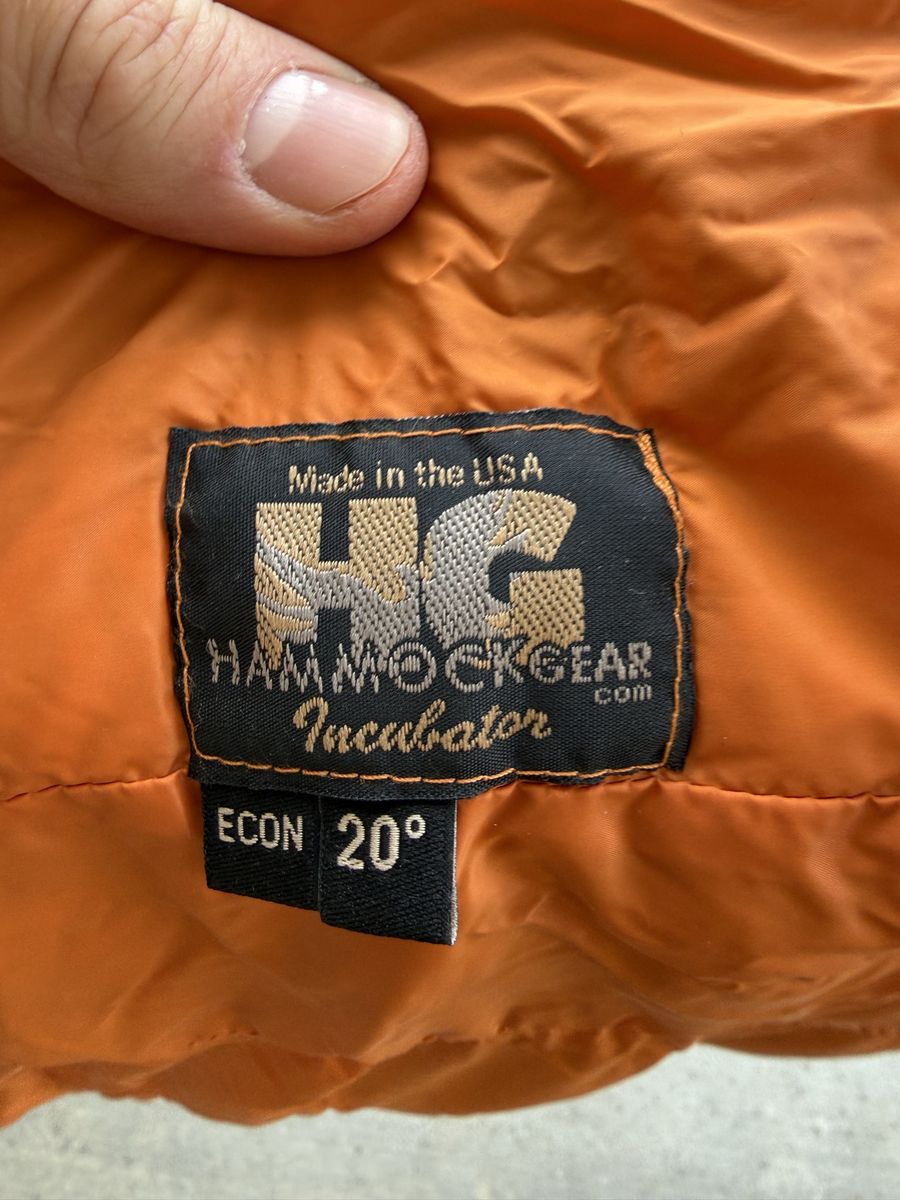 Made in the USA
HG
HAMMOCKGEAR
com
Incubator
ECON 20°